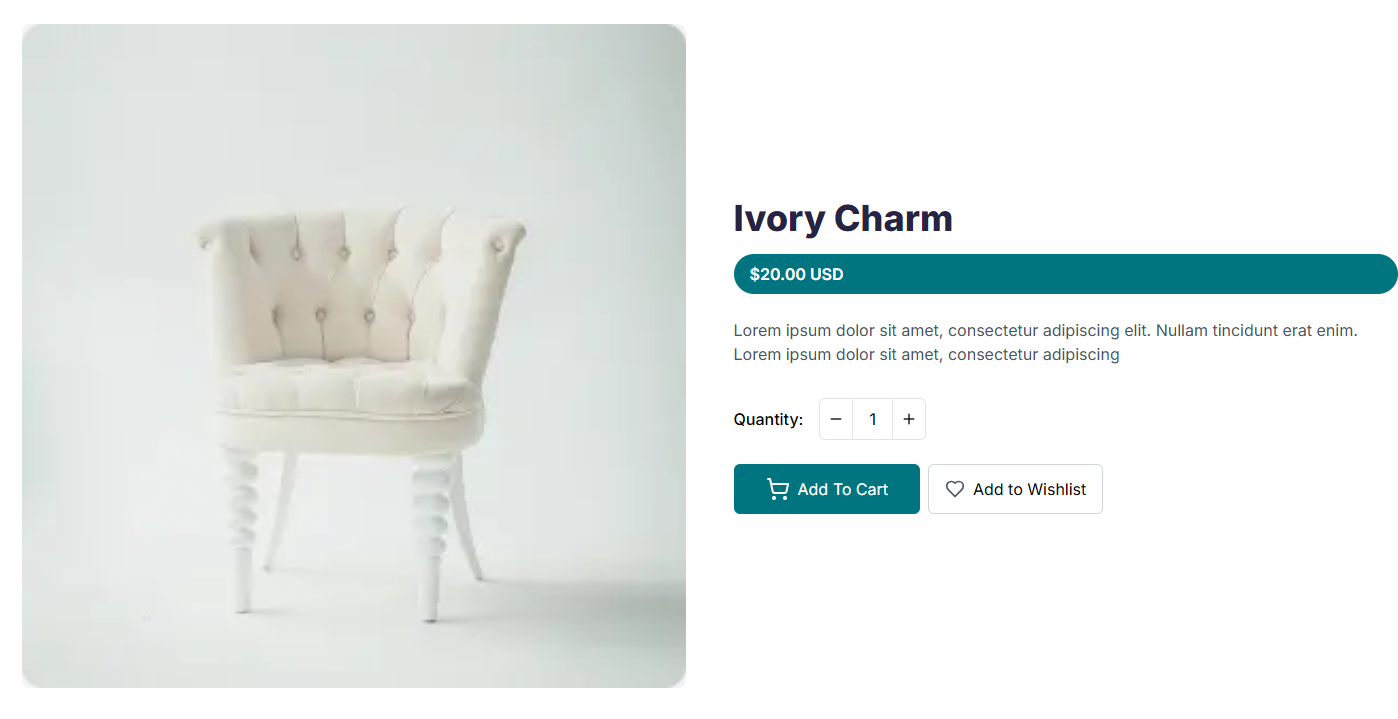 Ivory Charm
$20.00 USD
Lorem ipsum dolor sit amet, consectetur adipiscing elit. Nullam tincidunt erat enim.
Lorem ipsum dolor sit amet, consectetur adipiscing
Quantity: − 1 +
Add To Cart Add to Wishlist